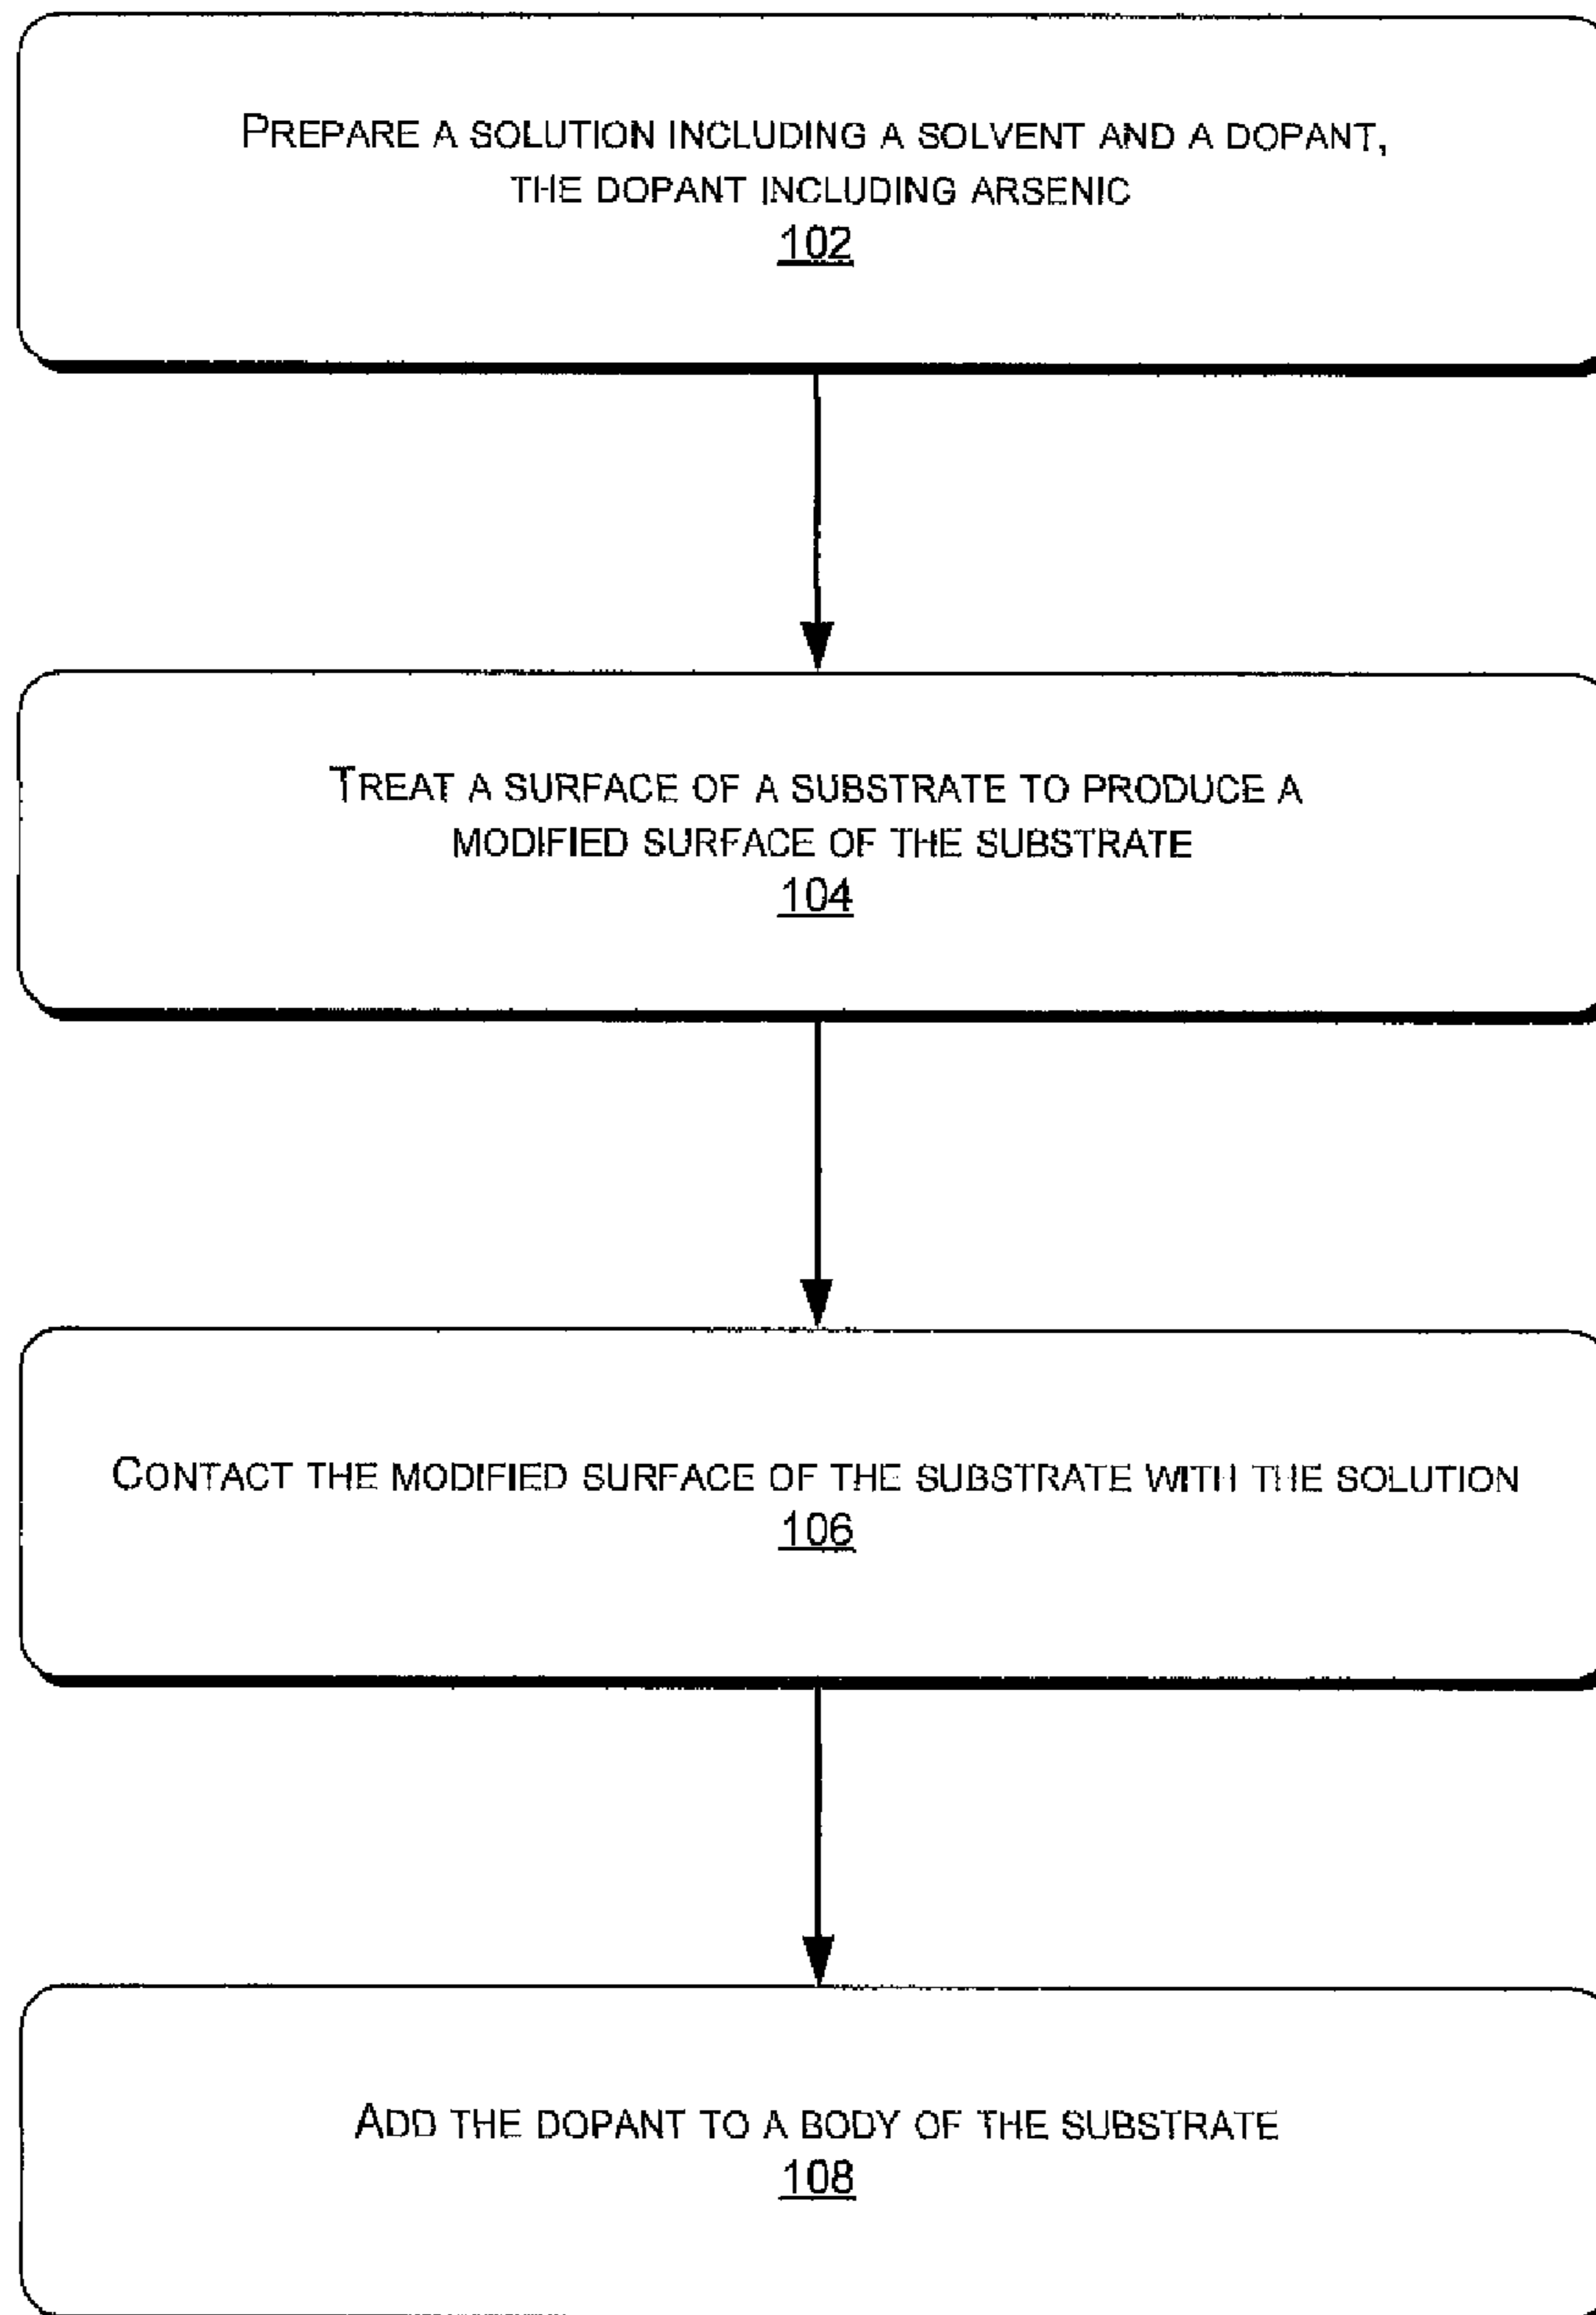 PREPARE A SOLUTION INCLUDING A SOLVENT AND A DOPANT,
THE DOPANT INCLUDING ARSENIC
102
TREAT A SURFACE OF A SUBSTRATE TO PRODUCE A
MODIFIED SURFACE OF THE SUBSTRATE
104
CONTACT THE MODIFIED SURFACE OF THE SUBSTRATE WITH THE SOLUTION
106
ADD THE DOPANT TO A BODY OF THE SUBSTRATE
108